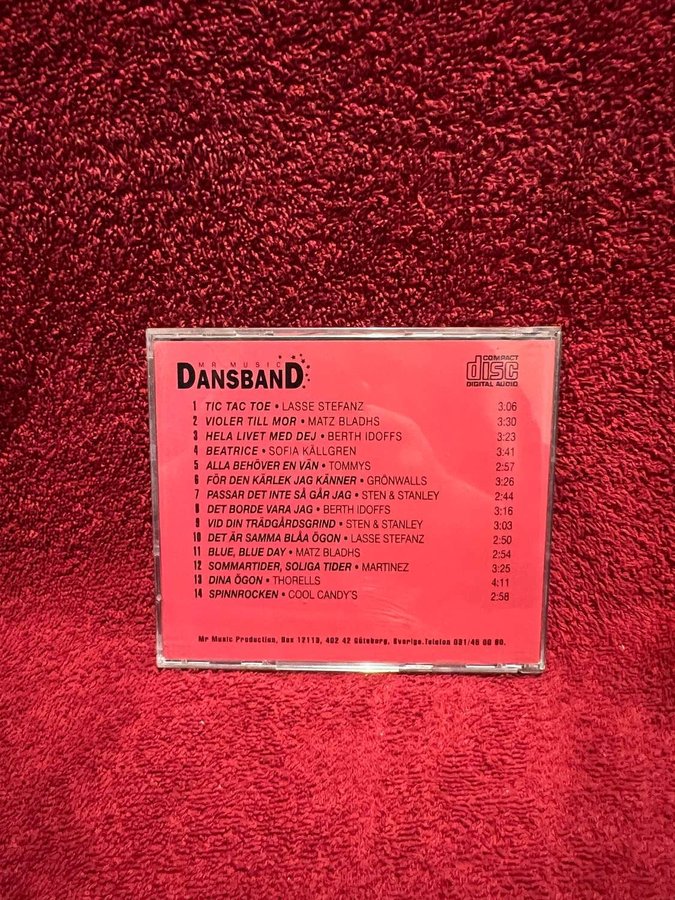 MR MUSIC
DANSBAND
COMPACT
disc
DIGITAL AUDIO
1 TIC TAC TOE • LASSE STEFANZ 3:06
2 VIOLER TILL MOR • MATZ BLADHS 3:30
3 HELA LIVET MED DEJ • BERTH IDOFFS 3:23
4 BEATRICE • SOFIA KÄLLGREN 3:41
5 ALLA BEHÖVER EN VÄN • TOMMYS 2:57
6 FÖR DEN KÄRLEK JAG KÄNNER • GRÖNWALLS 3:26
7 PASSAR DET INTE SÅ GÅR JAG • STEN & STANLEY 2:44
8 DET BORDE VARA JAG • BERTH IDOFFS 3:16
9 VID DIN TRÄDGÅRDSGRIND • STEN & STANLEY 3:03
10 DET ÄR SAMMA BLÅA ÖGON • LASSE STEFANZ 2:50
11 BLUE, BLUE DAY • MATZ BLADHS 2:54
12 SOMMARTIDER, SOLIGA TIDER • MARTINEZ 3:25
13 DINA ÖGON • THORELLS 4:11
14 SPINNROCKEN • COOL CANDY'S 2:58
Mr Music Production, Box 12113, 402 42 Göteborg. Sverige. Telefon